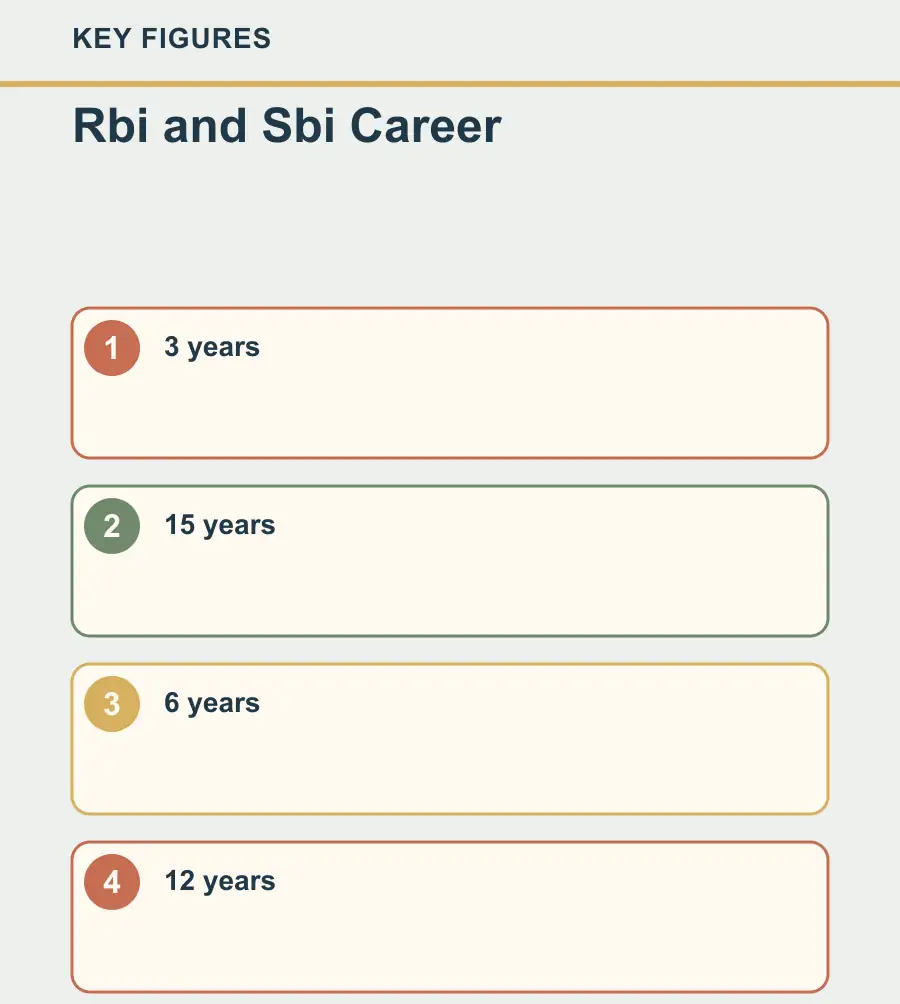 KEY FIGURES
Rbi and Sbi Career
1 3 years
2 15 years
3 6 years
4 12 years